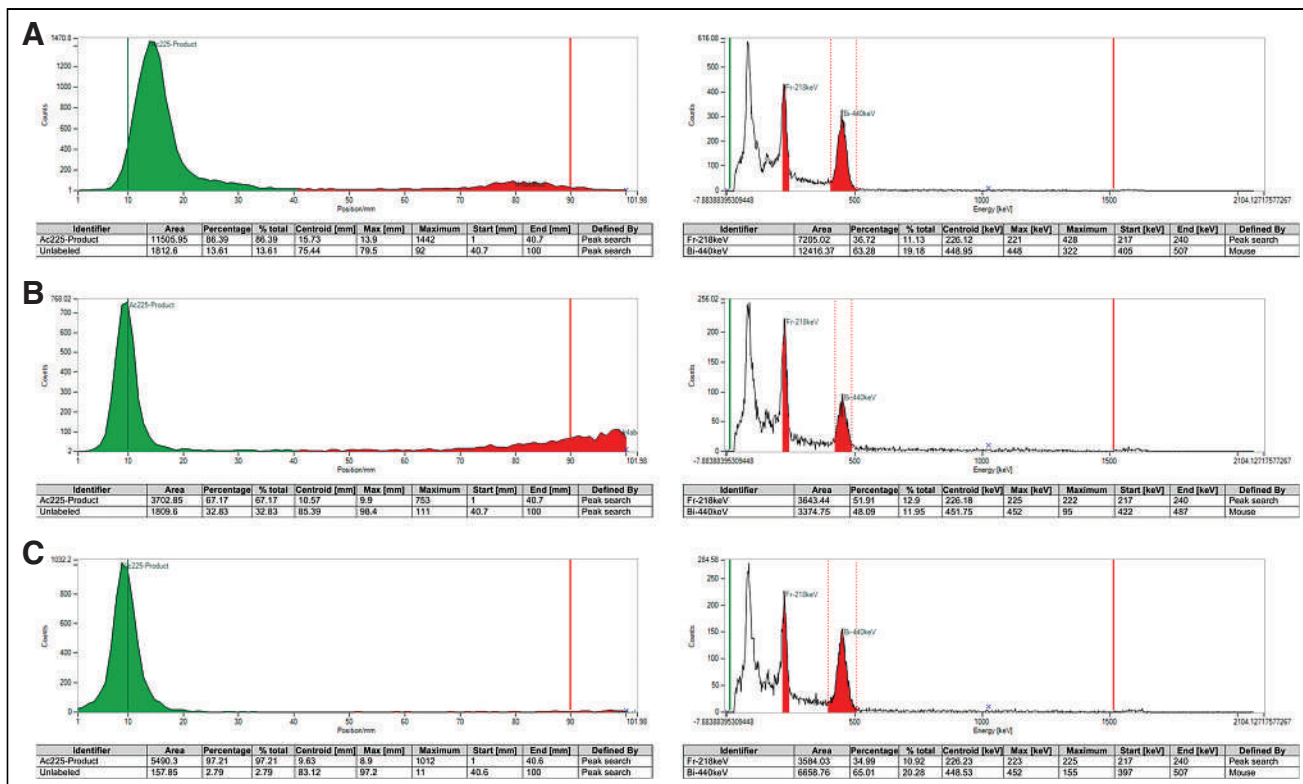 A
1470.8
Ac225-Product
1200
1000
800
600
400
200
1
Counts
1 10 20 30 40 50 60 70 80 90 101.98
Position/mm
Identifier Area Percentage % total Centroid [mm] Max [mm] Maximum Start [mm] End [mm] Defined By
Ac225-Product 11505.95 86.39 86.39 15.73 13.9 1442 1 40.7 Peak search
Unlabeled 1812.6 13.61 13.61 75.44 79.5 92 40.7 100 Peak search
616.08
500
400
300
200
100
0
Counts
Fr-218keV
Bi-440keV
-7.88388395309448 500 1000 1500 2104.12717577267
Energy [keV]
Identifier Area Percentage % total Centroid [keV] Max [keV] Maximum Start [keV] End [keV] Defined By
Fr-218keV 7205.02 36.72 11.13 226.12 221 428 217 240 Peak search
Bi-440keV 12416.37 63.28 19.18 448.95 448 322 405 507 Mouse
B
768.02
Ac225-Product
700
600
500
400
300
200
100
2
Counts
1 10 20 30 40 50 60 70 80 90 101.98
Position/mm
Identifier Area Percentage % total Centroid [mm] Max [mm] Maximum Start [mm] End [mm] Defined By
Ac225-Product 3702.85 67.17 67.17 10.57 9.9 753 1 40.7 Peak search
Unlabeled 1809.6 32.83 32.83 85.39 98.4 111 40.7 100 Peak search
256.02
200
150
100
50
0
Counts
Fr-218keV
Bi-440keV
-7.88388395309448 500 1000 1500 2104.12717577267
Energy [keV]
Identifier Area Percentage % total Centroid [keV] Max [keV] Maximum Start [keV] End [keV] Defined By
Fr-218keV 3643.44 51.91 12.9 226.18 225 222 217 240 Peak search
Bi-440keV 3374.75 48.09 11.95 451.75 452 95 422 487 Mouse
C
1032.2
Ac225-Product
800
600
400
200
0
Counts
1 10 20 30 40 50 60 70 80 90 101.98
Position/mm
Identifier Area Percentage % total Centroid [mm] Max [mm] Maximum Start [mm] End [mm] Defined By
Ac225-Product 5490.3 97.21 97.21 9.63 8.9 1012 1 40.6 Peak search
Unlabeled 157.85 2.79 2.79 83.12 97.2 11 40.6 100 Peak search
284.58
250
200
150
100
50
0
Counts
Fr-218keV
Bi-440keV
-7.88388395309448 500 1000 1500 2104.12717577267
Energy [keV]
Identifier Area Percentage % total Centroid [keV] Max [keV] Maximum Start [keV] End [keV] Defined By
Fr-218keV 3584.03 34.99 10.92 226.23 223 225 217 240 Peak search
Bi-440keV 6658.76 65.01 20.28 448.53 452 155 397 507 Mouse